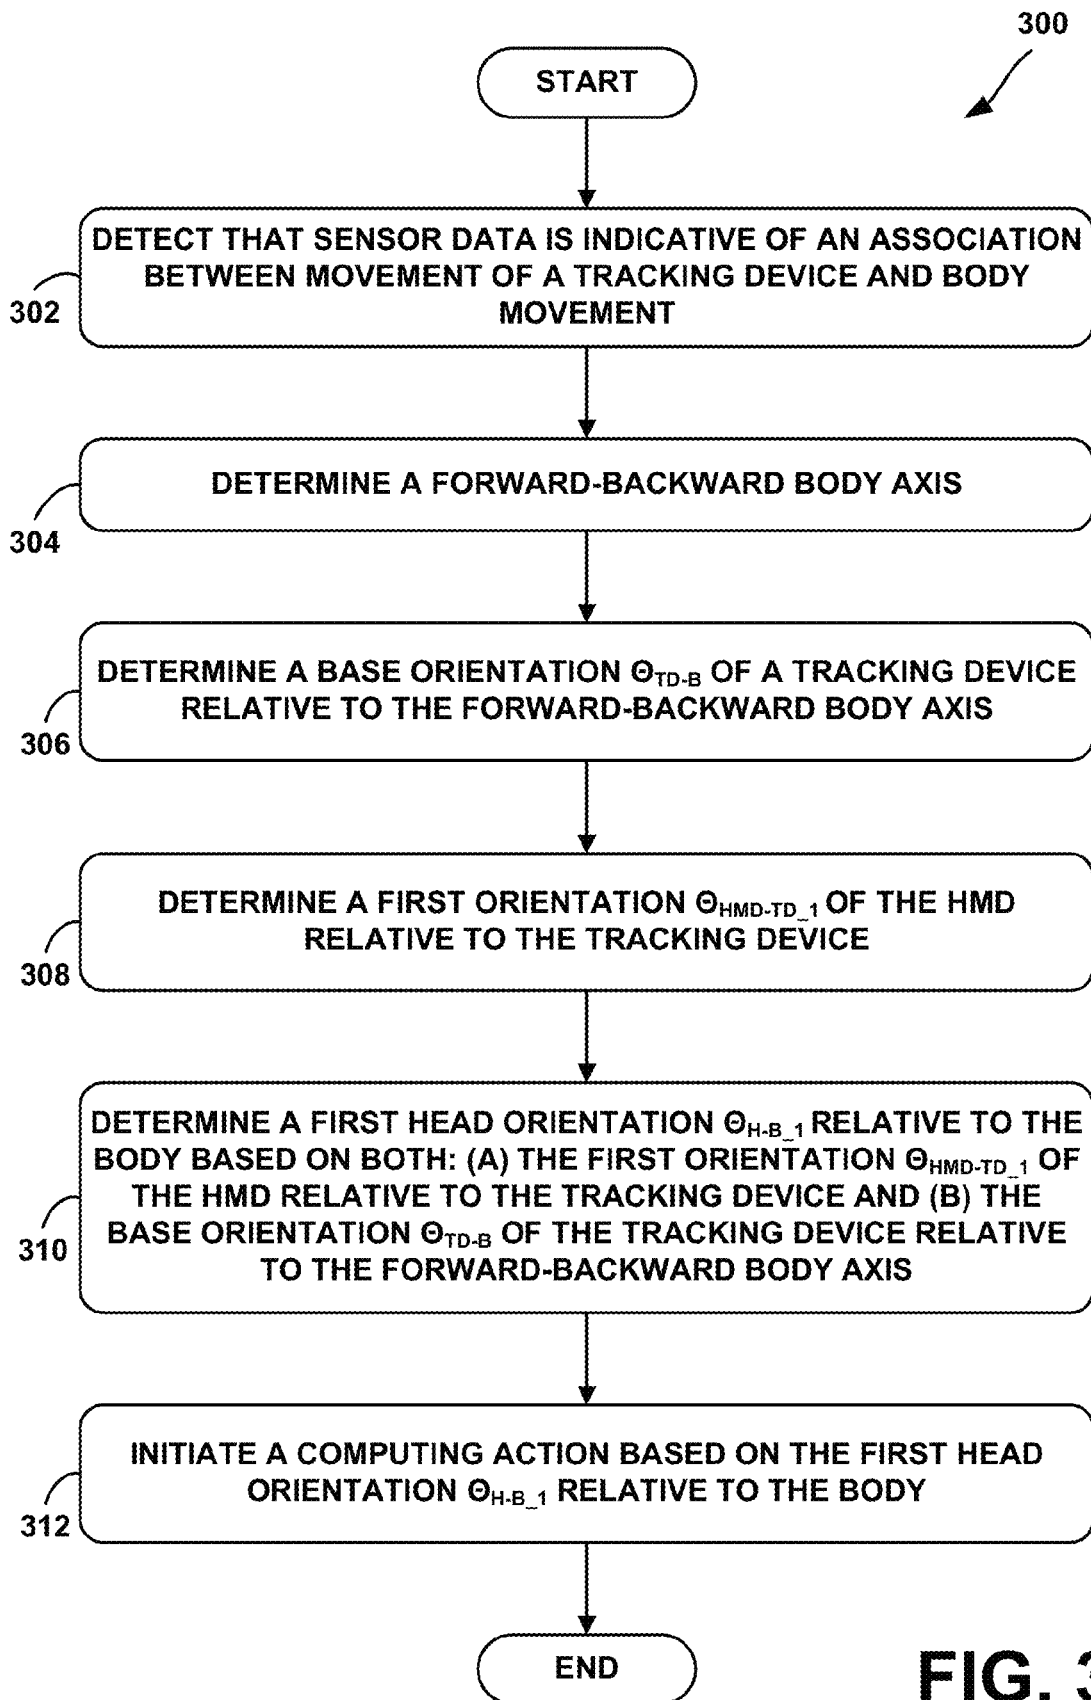 300
START
DETECT THAT SENSOR DATA IS INDICATIVE OF AN ASSOCIATION
BETWEEN MOVEMENT OF A TRACKING DEVICE AND BODY
MOVEMENT
302
DETERMINE A FORWARD-BACKWARD BODY AXIS
304
DETERMINE A BASE ORIENTATION ΘTD-B OF A TRACKING DEVICE
RELATIVE TO THE FORWARD-BACKWARD BODY AXIS
306
DETERMINE A FIRST ORIENTATION ΘHMD-TD_1 OF THE HMD
RELATIVE TO THE TRACKING DEVICE
308
DETERMINE A FIRST HEAD ORIENTATION ΘH-B_1 RELATIVE TO THE
BODY BASED ON BOTH: (A) THE FIRST ORIENTATION ΘHMD-TD_1 OF
THE HMD RELATIVE TO THE TRACKING DEVICE AND (B) THE
BASE ORIENTATION ΘTD-B OF THE TRACKING DEVICE RELATIVE
TO THE FORWARD-BACKWARD BODY AXIS
310
INITIATE A COMPUTING ACTION BASED ON THE FIRST HEAD
ORIENTATION ΘH-B_1 RELATIVE TO THE BODY
312
END
FIG. 3